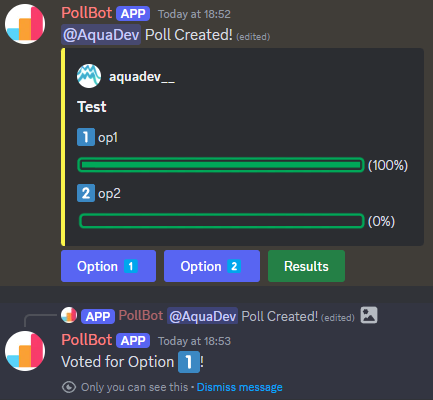 PollBot APP Today at 18:52
@AquaDev Poll Created! (edited)
aquadev__
Test
1 op1
(100%)
2 op2
(0%)
Option 1 Option 2 Results
APP PollBot @AquaDev Poll Created! (edited)
PollBot APP Today at 18:53
Voted for Option 1!
Only you can see this • Dismiss message